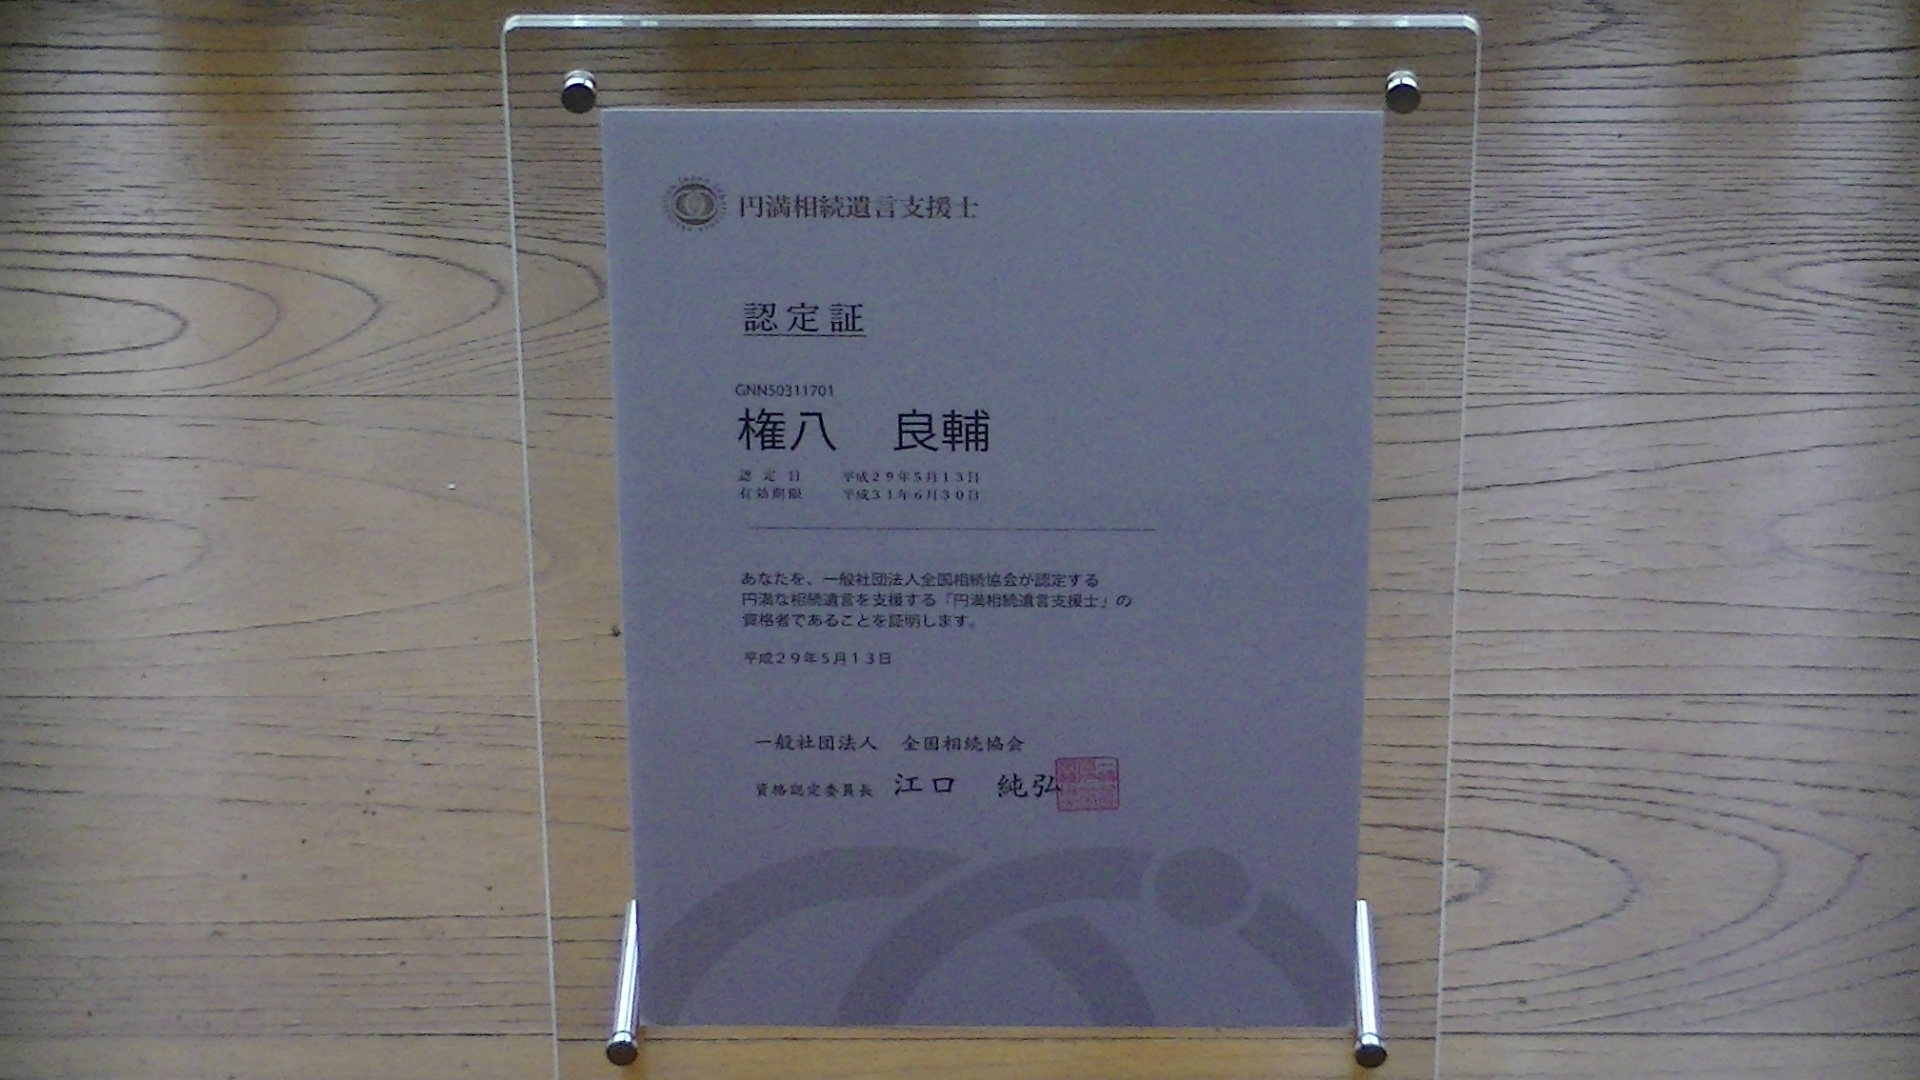 円満相続遺言支援士
認定証
GNN50311701
権八　良輔
認定日　平成29年5月13日
有効期限　平成31年6月30日
あなたを、一般社団法人全国相続協会が認定する
円満な相続遺言を支援する「円満相続遺言支援士」の
資格者であることを証明します。
平成29年5月13日
一般社団法人　全国相続協会
資格認定委員長　江口　純弘